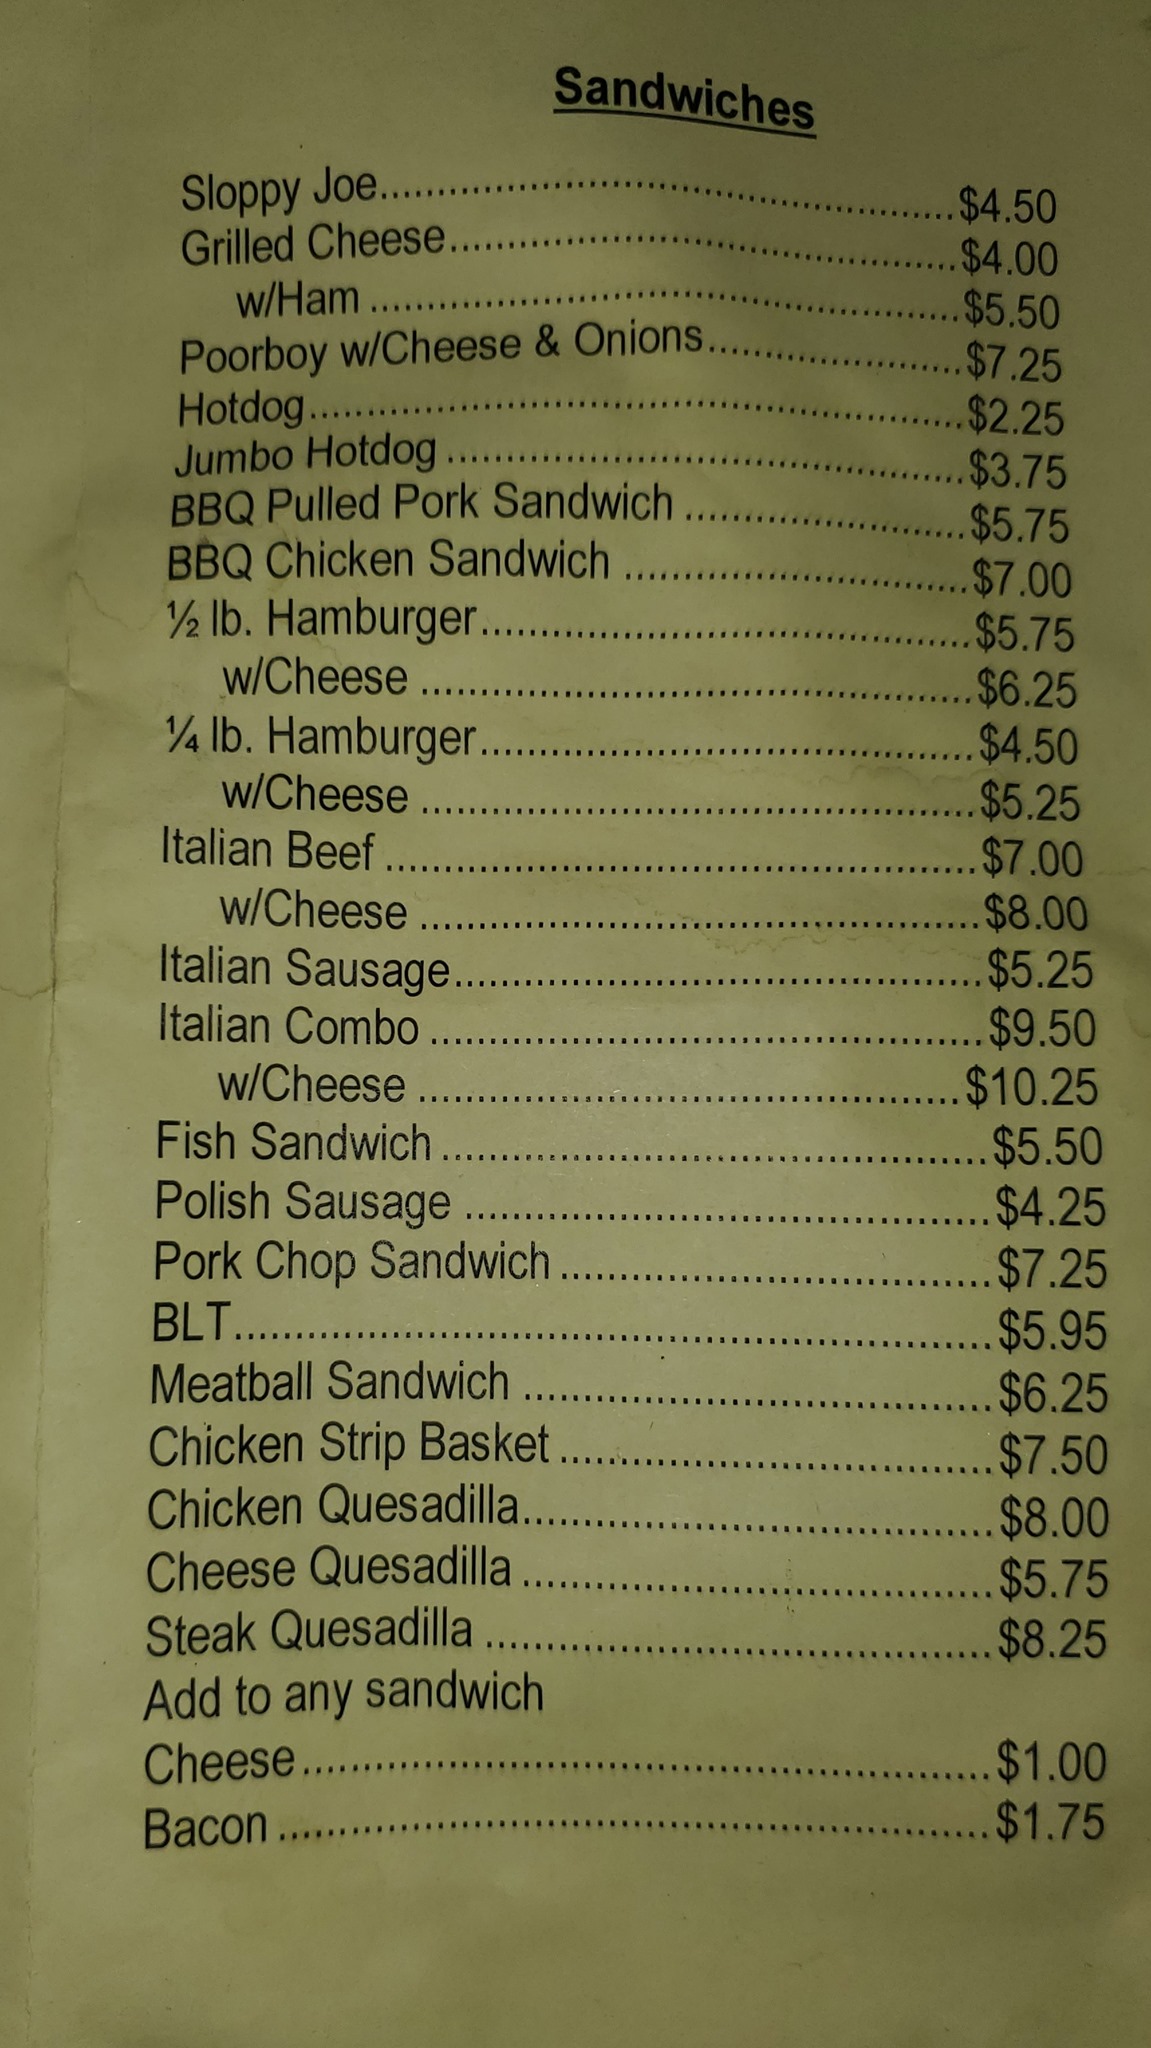 Sandwiches
Sloppy Joe....................................................$4.50
Grilled Cheese..............................................$4.00
w/Ham ....................................................$5.50
Poorboy w/Cheese & Onions......................$7.25
Hotdog.........................................................$2.25
Jumbo Hotdog ............................................$3.75
BBQ Pulled Pork Sandwich ........................$5.75
BBQ Chicken Sandwich .............................$7.00
½ lb. Hamburger..........................................$5.75
w/Cheese ...............................................$6.25
¼ lb. Hamburger..........................................$4.50
w/Cheese ...............................................$5.25
Italian Beef ..................................................$7.00
w/Cheese ...............................................$8.00
Italian Sausage.............................................$5.25
Italian Combo ...............................................$9.50
w/Cheese ..............................................$10.25
Fish Sandwich ..............................................$5.50
Polish Sausage ............................................$4.25
Pork Chop Sandwich ....................................$7.25
BLT...............................................................$5.95
Meatball Sandwich .......................................$6.25
Chicken Strip Basket ....................................$7.50
Chicken Quesadilla.......................................$8.00
Cheese Quesadilla .......................................$5.75
Steak Quesadilla ..........................................$8.25
Add to any sandwich
Cheese.........................................................$1.00
Bacon ...........................................................$1.75